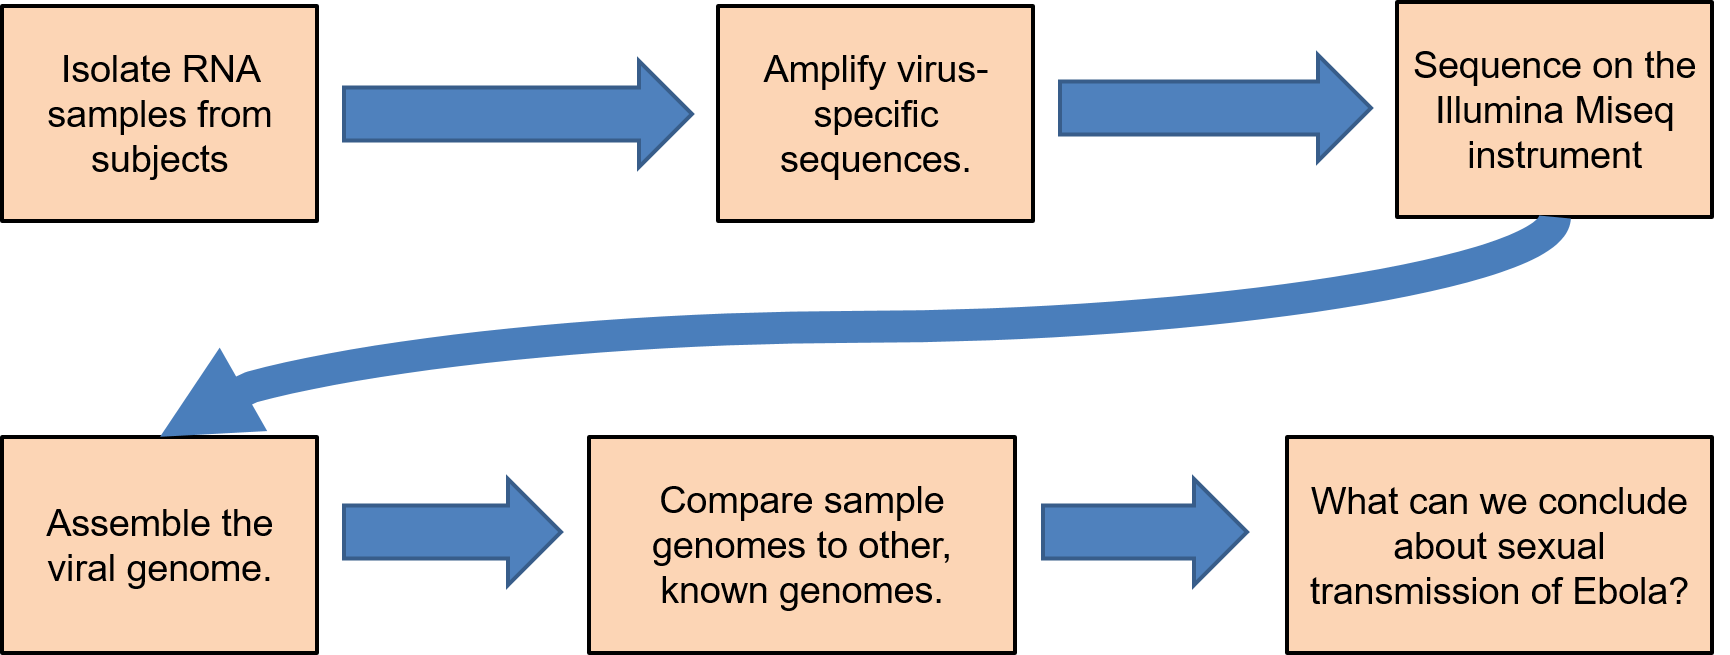 Isolate RNA
samples from
subjects
Amplify virus-
specific
sequences.
Sequence on the
Illumina Miseq
instrument
Assemble the
viral genome.
Compare sample
genomes to other,
known genomes.
What can we conclude
about sexual
transmission of Ebola?